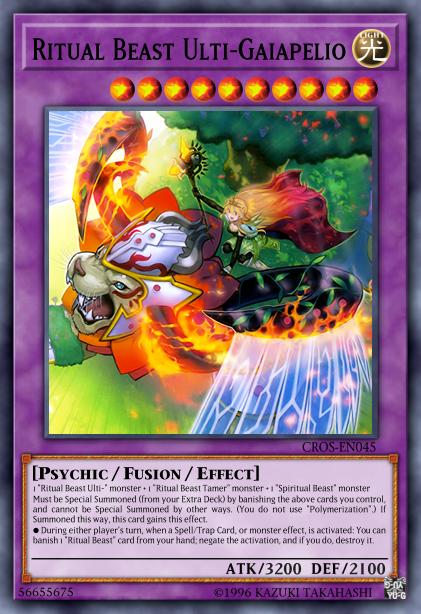 RITUAL BEAST ULTI-GAIAPELIO
LIGHT
光
CROS-EN045
[PSYCHIC / FUSION / EFFECT]
1 "Ritual Beast Ulti-" monster + 1 "Ritual Beast Tamer" monster + 1 "Spiritual Beast" monster
Must be Special Summoned (from your Extra Deck) by banishing the above cards you control,
and cannot be Special Summoned by other ways. (You do not use "Polymerization".) If
Summoned this way, this card gains this effect.
● During either player's turn, when a Spell/Trap Card, or monster effect, is activated: You can
banish 1 "Ritual Beast" card from your hand; negate the activation, and if you do, destroy it.
ATK/3200 DEF/2100
56655675
©1996 KAZUKI TAKAHASHI